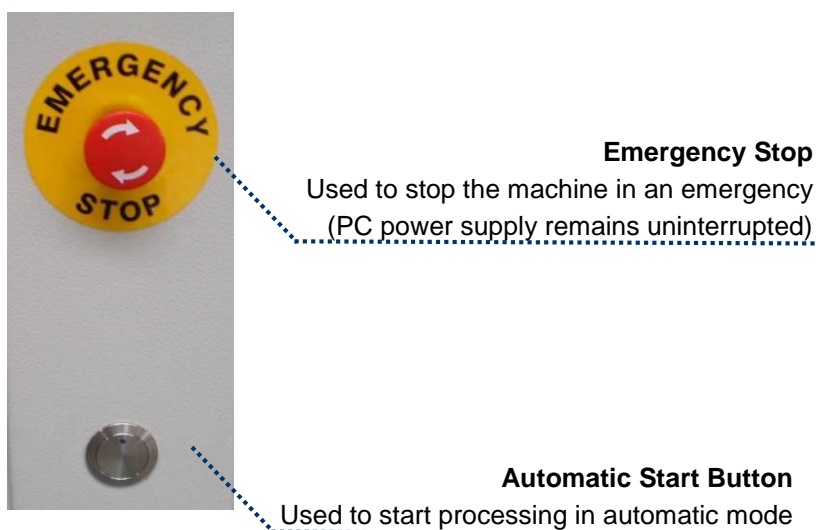 EMERGENCY
STOP
Emergency Stop
Used to stop the machine in an emergency
(PC power supply remains uninterrupted)
Automatic Start Button
Used to start processing in automatic mode